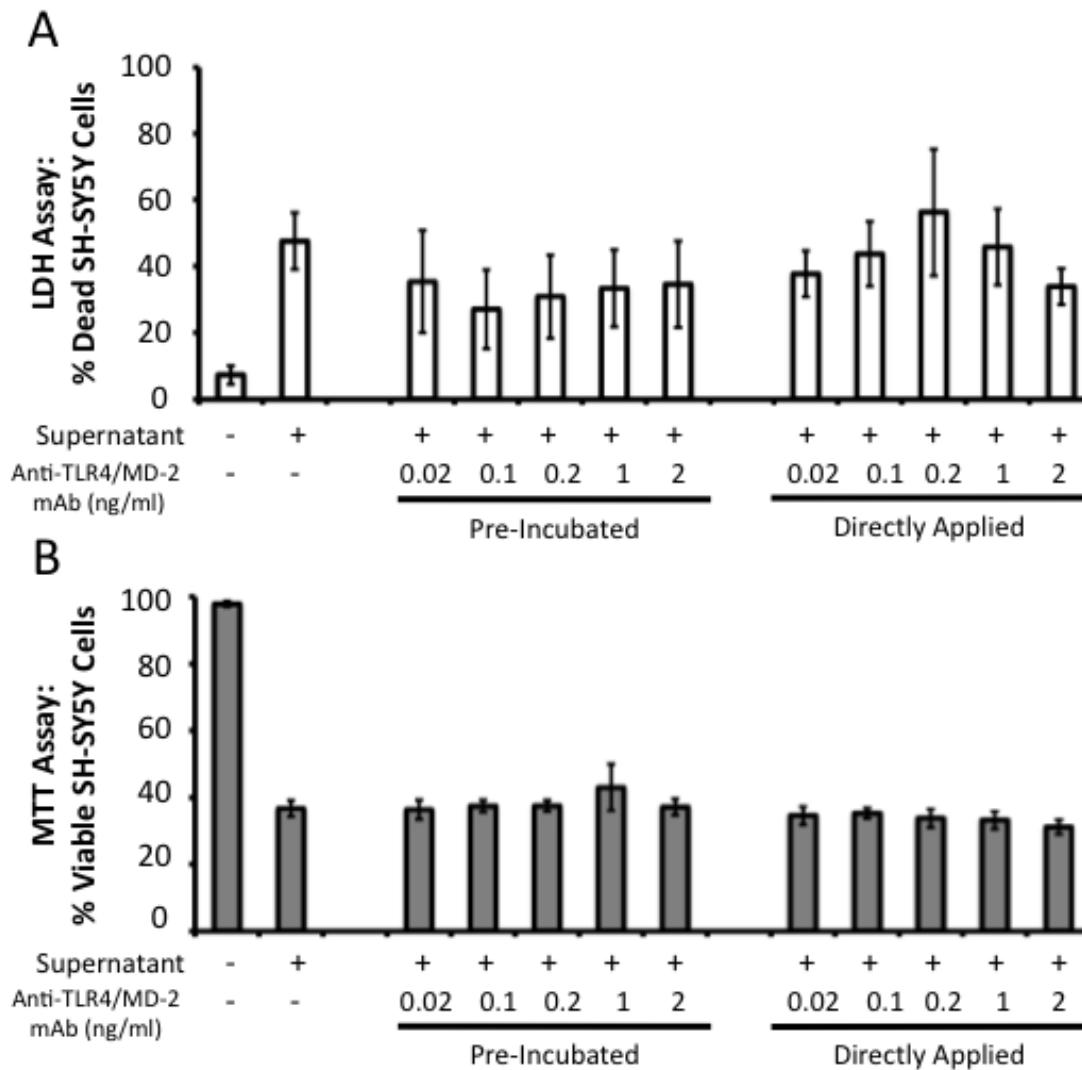 A
LDH Assay:
% Dead SH-SY5Y Cells
100
80
60
40
20
0
Supernatant - + + + + + + + + + + +
Anti-TLR4/MD-2 - - 0.02 0.1 0.2 1 2 0.02 0.1 0.2 1 2
mAb (ng/ml)
Pre-Incubated Directly Applied
B
MTT Assay:
% Viable SH-SY5Y Cells
100
80
60
40
20
0
Supernatant - + + + + + + + + + + +
Anti-TLR4/MD-2 - - 0.02 0.1 0.2 1 2 0.02 0.1 0.2 1 2
mAb (ng/ml)
Pre-Incubated Directly Applied